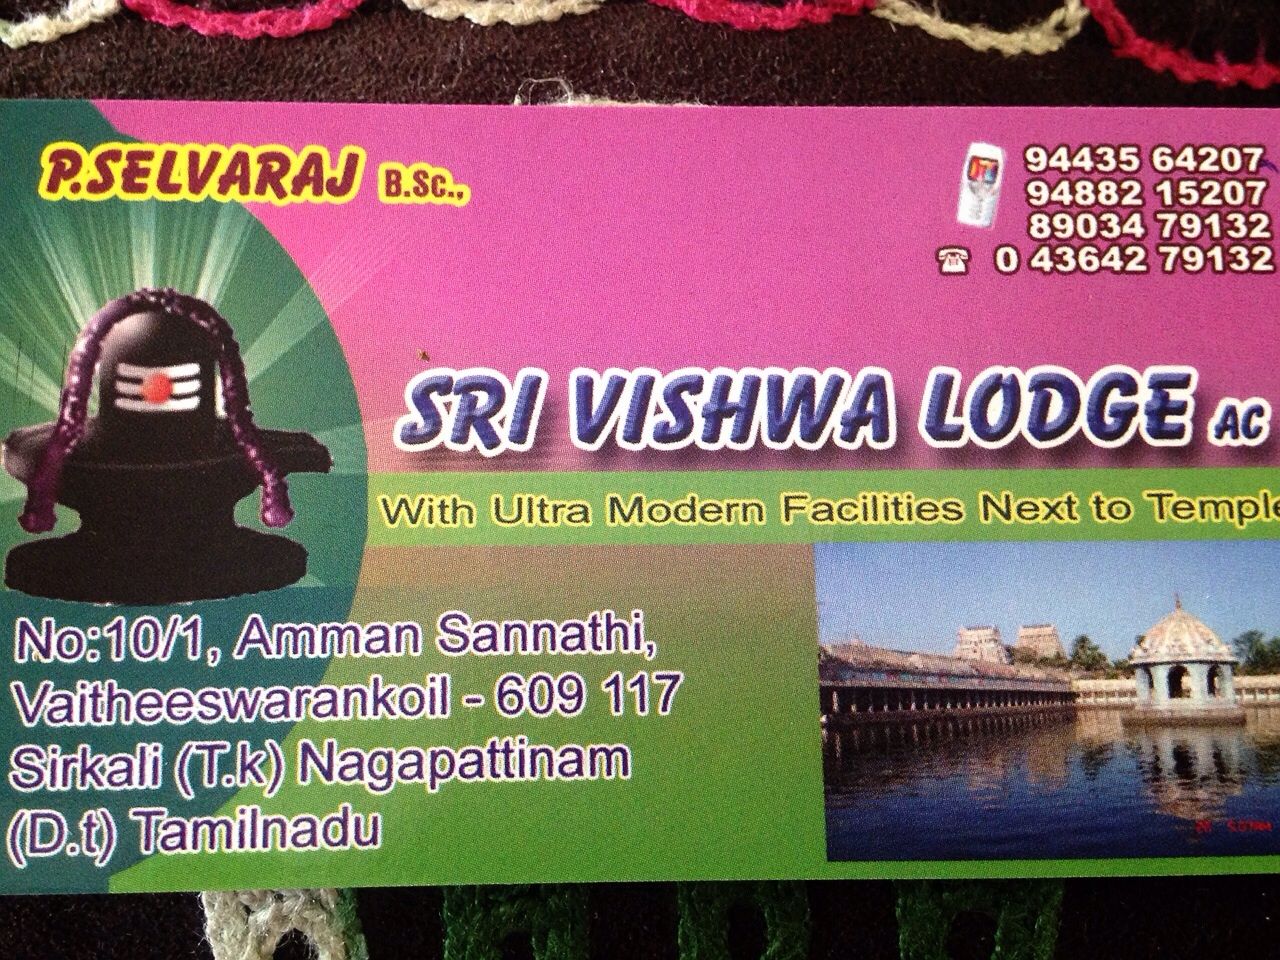 P.SELVARAJ B.Sc.,
94435 64207
94882 15207
89034 79132
0 43642 79132
SRI VISHWA LODGE AC
With Ultra Modern Facilities Next to Temple
No:10/1, Amman Sannathi,
Vaitheeswarankoil - 609 117
Sirkali (T.k) Nagapattinam
(D.t) Tamilnadu